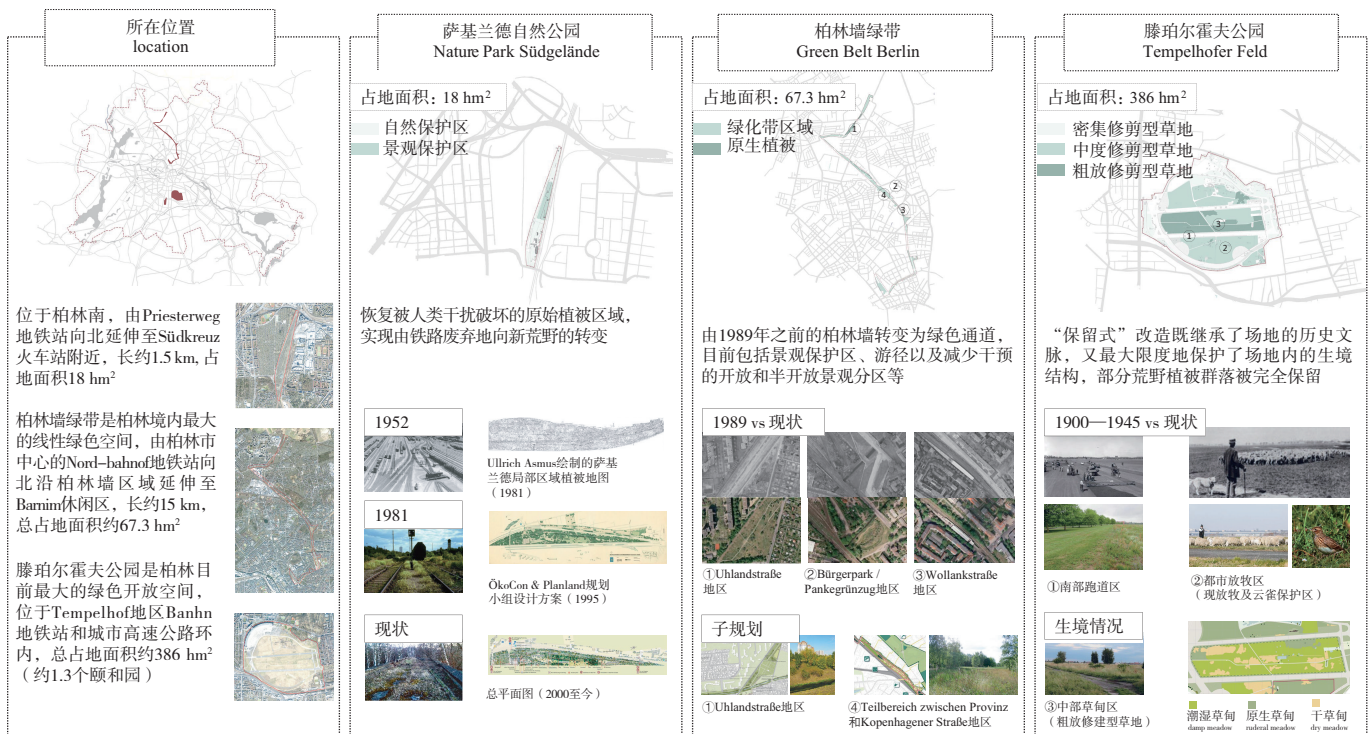 所在位置
location
位于柏林南，由Priesterweg
地铁站向北延伸至Südkreuz
火车站附近，长约1.5 km, 占
地面积18 hm²
柏林墙绿带是柏林境内最大
的线性绿色空间，由柏林市
中心的Nord–bahnof地铁站向
北沿柏林墙区域延伸至
Barnim休闲区，长约15 km，
总占地面积约67.3 hm²
滕珀尔霍夫公园是柏林目
前最大的绿色开放空间，
位于Tempelhof地区Banhn
地铁站和城市高速公路环
内，总占地面积约386 hm²
（约1.3个颐和园）
萨基兰德自然公园
Nature Park Südgelände
占地面积：18 hm²
自然保护区
景观保护区
恢复被人类干扰破坏的原始植被区域，
实现由铁路废弃地向新荒野的转变
1952
Ullrich Asmus绘制的萨基
兰德局部区域植被地图
（1981）
1981
ÖkoCon & Planland规划
小组设计方案（1995）
现状
总平面图（2000至今）
柏林墙绿带
Green Belt Berlin
占地面积：67.3 hm²
绿化带区域
原生植被
1
2
4
3
由1989年之前的柏林墙转变为绿色通道，
目前包括景观保护区、游径以及减少干预
的开放和半开放景观分区等
1989 vs 现状
①Uhlandstraße
地区
②Bürgerpark /
Pankegrünzug地区
③Wollankstraße
地区
子规划
①Uhlandstraße地区
④Teilbereich zwischen Provinz
和Kopenhagener Straße地区
滕珀尔霍夫公园
Tempelhofer Feld
占地面积：386 hm²
密集修剪型草地
中度修剪型草地
粗放修剪型草地
3
1
2
“保留式”改造既继承了场地的历史文
脉，又最大限度地保护了场地内的生境
结构，部分荒野植被群落被完全保留
1900—1945 vs 现状
①南部跑道区
②都市放牧区
（现放牧及云雀保护区）
生境情况
③中部草甸区
（粗放修建型草地）
潮湿草甸
damp meadow
原生草甸
ruderal meadow
干草甸
dry meadow